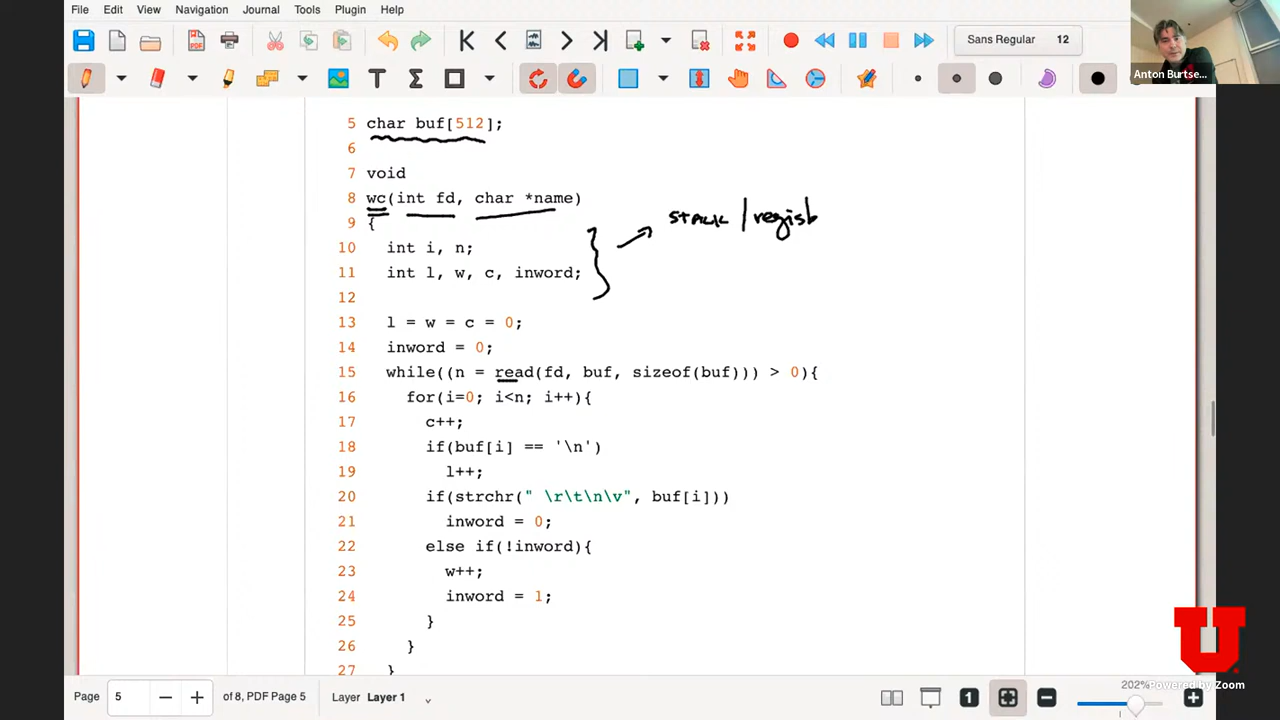 File Edit View Navigation Journal Tools Plugin Help
Sans Regular 12
Anton Burtse...
5 char buf[512];
6
7 void
8 wc(int fd, char *name)
9 {
stack / regist
10 int i, n;
11 int l, w, c, inword;
12
13 l = w = c = 0;
14 inword = 0;
15 while((n = read(fd, buf, sizeof(buf))) > 0){
16 for(i=0; i<n; i++){
17 c++;
18 if(buf[i] == '\n')
19 l++;
20 if(strchr(" \r\t\n\v", buf[i]))
21 inword = 0;
22 else if(!inword){
23 w++;
24 inword = 1;
25 }
26 }
27 }
U
Powered by Zoom
Page 5 of 8, PDF Page 5 Layer Layer 1 1 202%